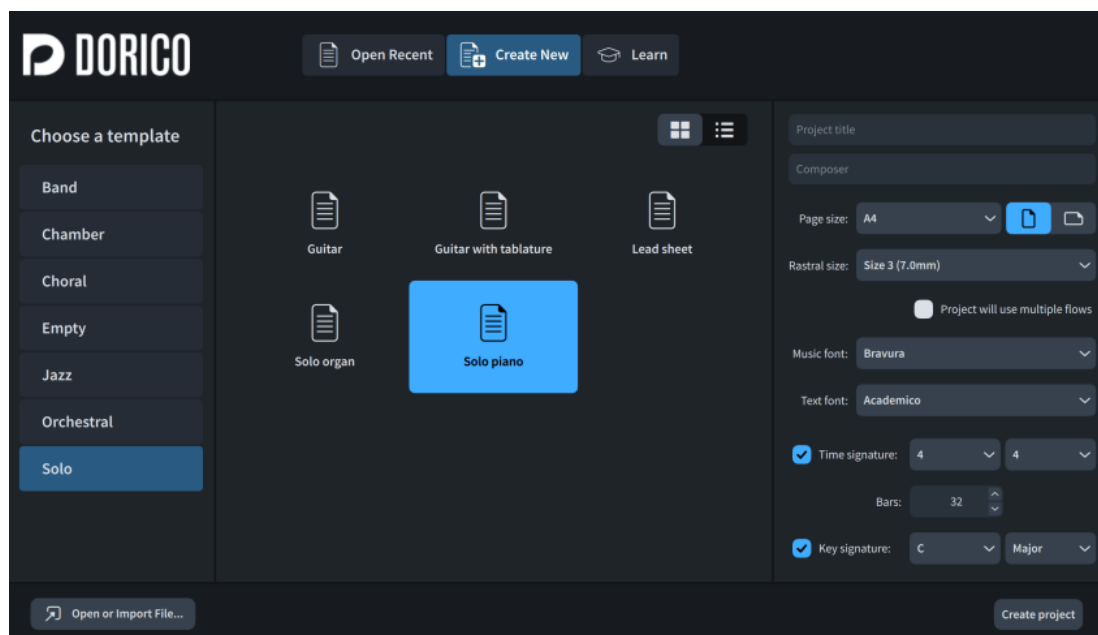 DORICO
Open Recent
Create New
Learn
Choose a template
Band
Chamber
Choral
Empty
Jazz
Orchestral
Solo
Guitar
Guitar with tablature
Lead sheet
Solo organ
Solo piano
Project title
Composer
Page size: A4
Rastral size: Size 3 (7.0mm)
Project will use multiple flows
Music font: Bravura
Text font: Academico
Time signature: 4 4
Bars: 32
Key signature: C Major
Open or Import File...
Create project